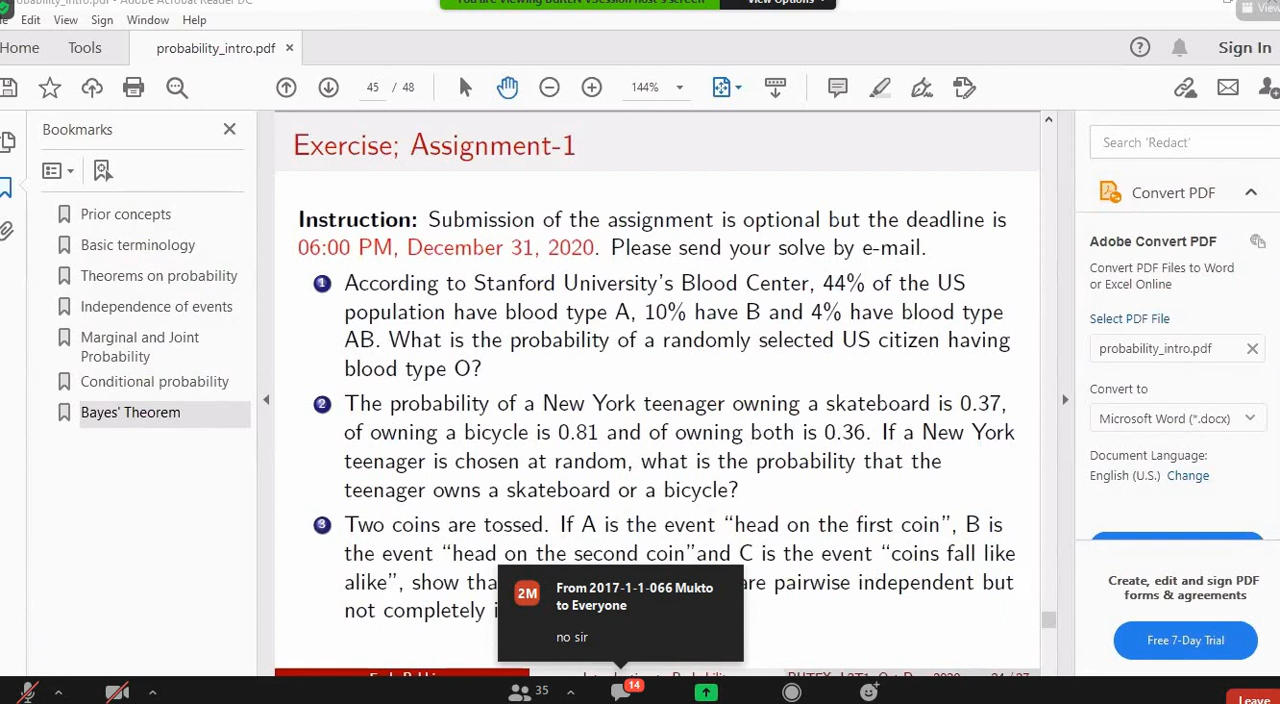 View Options
Edit View Sign Window Help
Home Tools probability_intro.pdf × Sign In
45 / 48 144%
Bookmarks
Prior concepts
Basic terminology
Theorems on probability
Independence of events
Marginal and Joint
Probability
Conditional probability
Bayes' Theorem
Exercise; Assignment-1
Instruction: Submission of the assignment is optional but the deadline is
06:00 PM, December 31, 2020. Please send your solve by e-mail.
1 According to Stanford University's Blood Center, 44% of the US
population have blood type A, 10% have B and 4% have blood type
AB. What is the probability of a randomly selected US citizen having
blood type O?
2 The probability of a New York teenager owning a skateboard is 0.37,
of owning a bicycle is 0.81 and of owning both is 0.36. If a New York
teenager is chosen at random, what is the probability that the
teenager owns a skateboard or a bicycle?
3 Two coins are tossed. If A is the event "head on the first coin", B is
the event "head on the second coin"and C is the event "coins fall like
alike", show are pairwise independent but
not completely
2M From 2017-1-1-066 Mukto
to Everyone
no sir
Search 'Redact'
Convert PDF
Adobe Convert PDF
Convert PDF Files to Word
or Excel Online
Select PDF File
probability_intro.pdf
Convert to
Microsoft Word (*.docx)
Document Language:
English (U.S.) Change
Create, edit and sign PDF
forms & agreements
Free 7-Day Trial
35 14 Leave